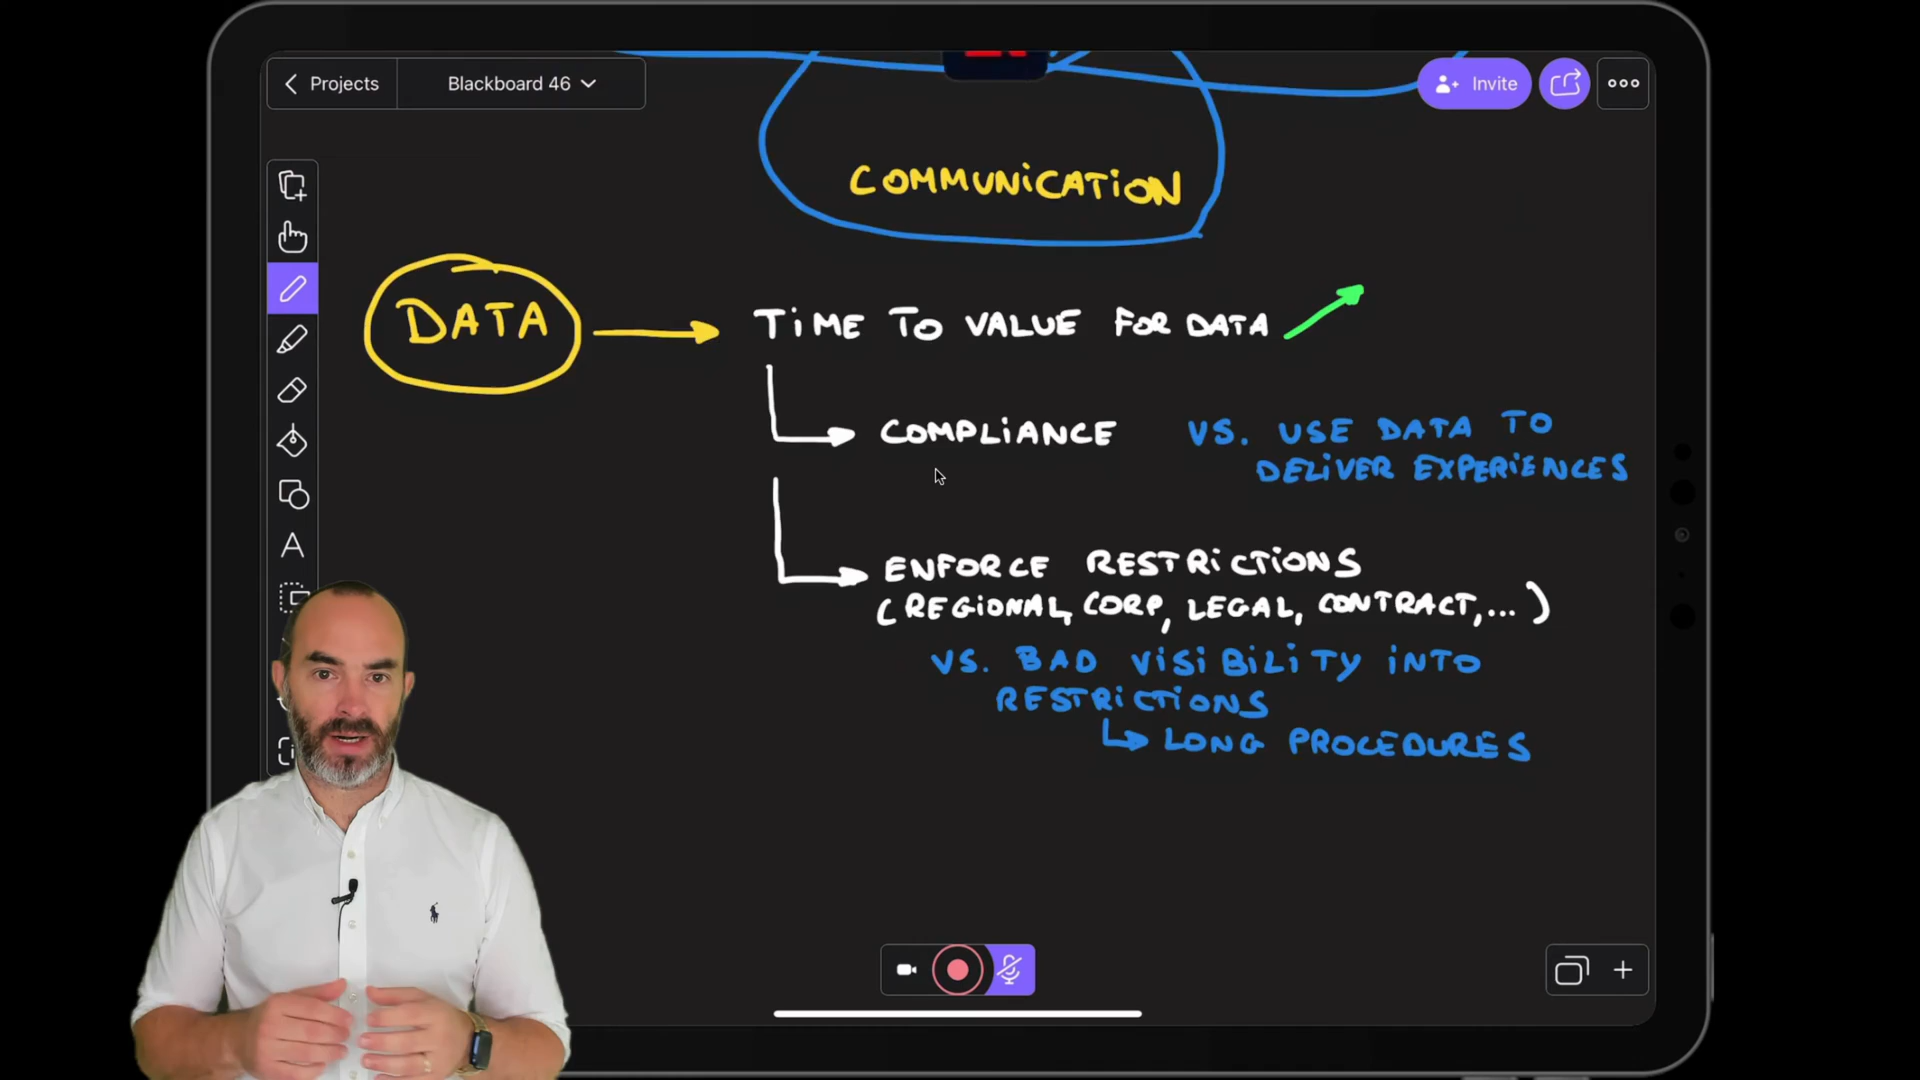 Projects
Blackboard 46
Invite
COMMUNICATION
DATA
TIME TO VALUE FOR DATA
COMPLIANCE
VS. USE DATA TO
DELIVER EXPERIENCES
ENFORCE RESTRICTIONS
(REGIONAL, CORP, LEGAL, CONTRACT,...)
VS. BAD VISIBILITY INTO
RESTRICTIONS
LONG PROCEDURES